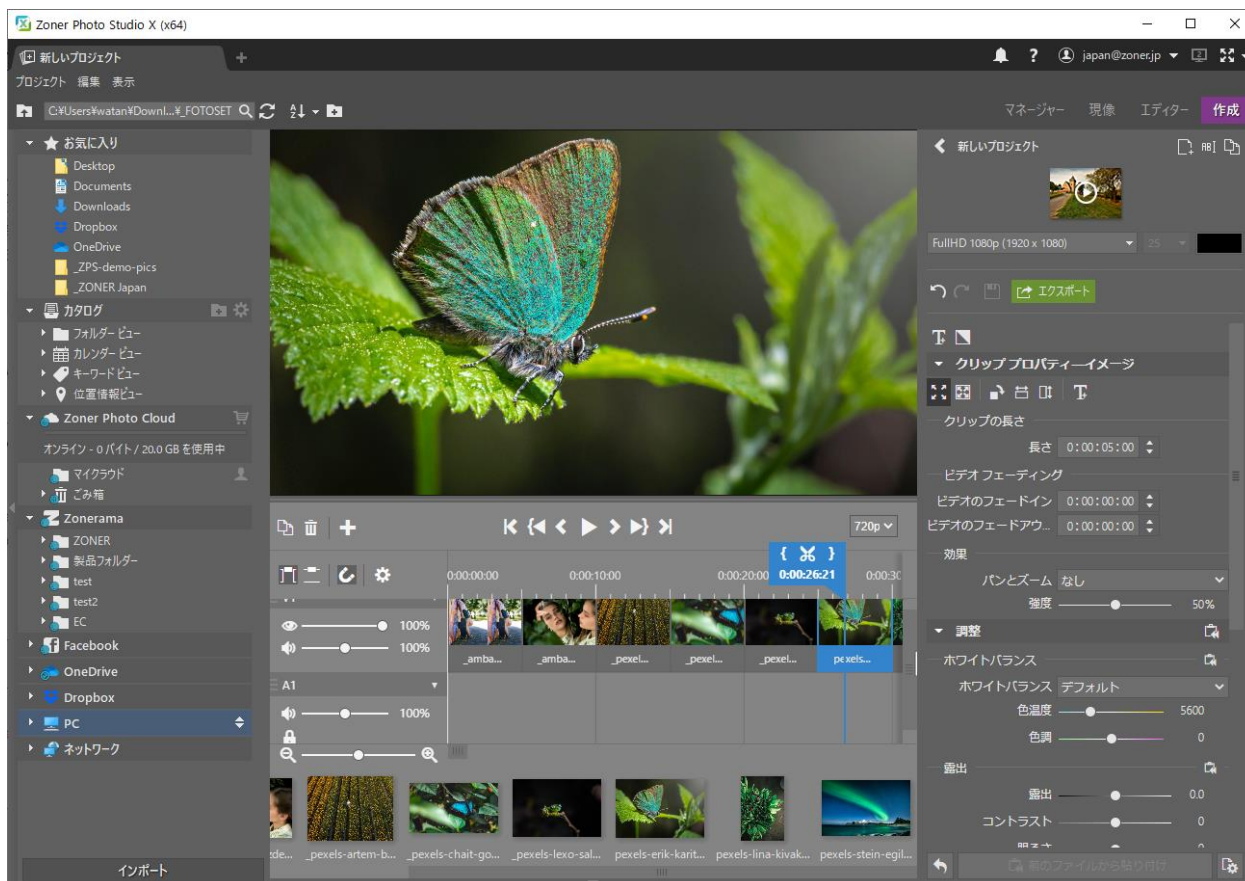 Zoner Photo Studio X (x64)
新しいプロジェクト
japan@zoner.jp
プロジェクト 編集 表示
C:¥Users¥watan¥Downl...¥_FOTOSET
マネージャー 現像 エディター 作成
お気に入り
Desktop
Documents
Downloads
Dropbox
OneDrive
_ZPS-demo-pics
_ZONER Japan
カタログ
フォルダー ビュー
カレンダー ビュー
キーワード ビュー
位置情報ビュー
Zoner Photo Cloud
オンライン - 0 バイト / 20.0 GB を使用中
マイクラウド
ごみ箱
Zonerama
ZONER
製品フォルダー
test
test2
EC
Facebook
OneDrive
Dropbox
PC
ネットワーク
インポート
720p
0:00:00:00 0:00:10:00 0:00:20:00 0:00:26:21 0:00:30
100%
100%
_amba... _amba... _pexel... _pexel... _pexel... pexels...
A1
100%
_pexels-artem-b... _pexels-chait-go... _pexels-lexo-sal... pexels-erik-karit... pexels-lina-kivak... pexels-stein-egil...
新しいプロジェクト
FullHD 1080p (1920 x 1080) 25
エクスポート
クリップ プロパティ—イメージ
クリップの長さ
長さ 0:00:05:00
ビデオ フェーディング
ビデオのフェードイン 0:00:00:00
ビデオのフェードアウ... 0:00:00:00
効果
パンとズーム なし
強度 50%
調整
ホワイトバランス
ホワイトバランス デフォルト
色温度 5600
色調 0
露出
露出 0.0
コントラスト 0
前のファイルから貼り付け